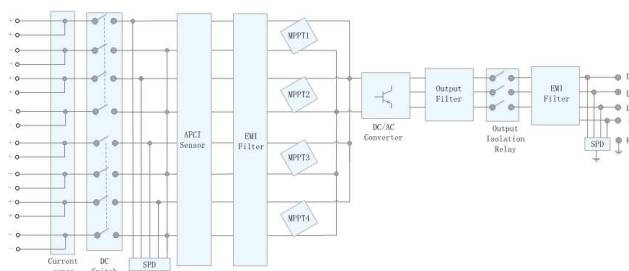 +
+
−
−
+
+
−
−
+
+
−
−
+
+
−
−
Current
DC
SPD
AFCI
Sensor
EMI
Filter
MPPT1
MPPT2
MPPT3
MPPT4
DC/AC
Converter
Output
Filter
Output
Isolation
Relay
EMI
Filter
SPD
L
L
L